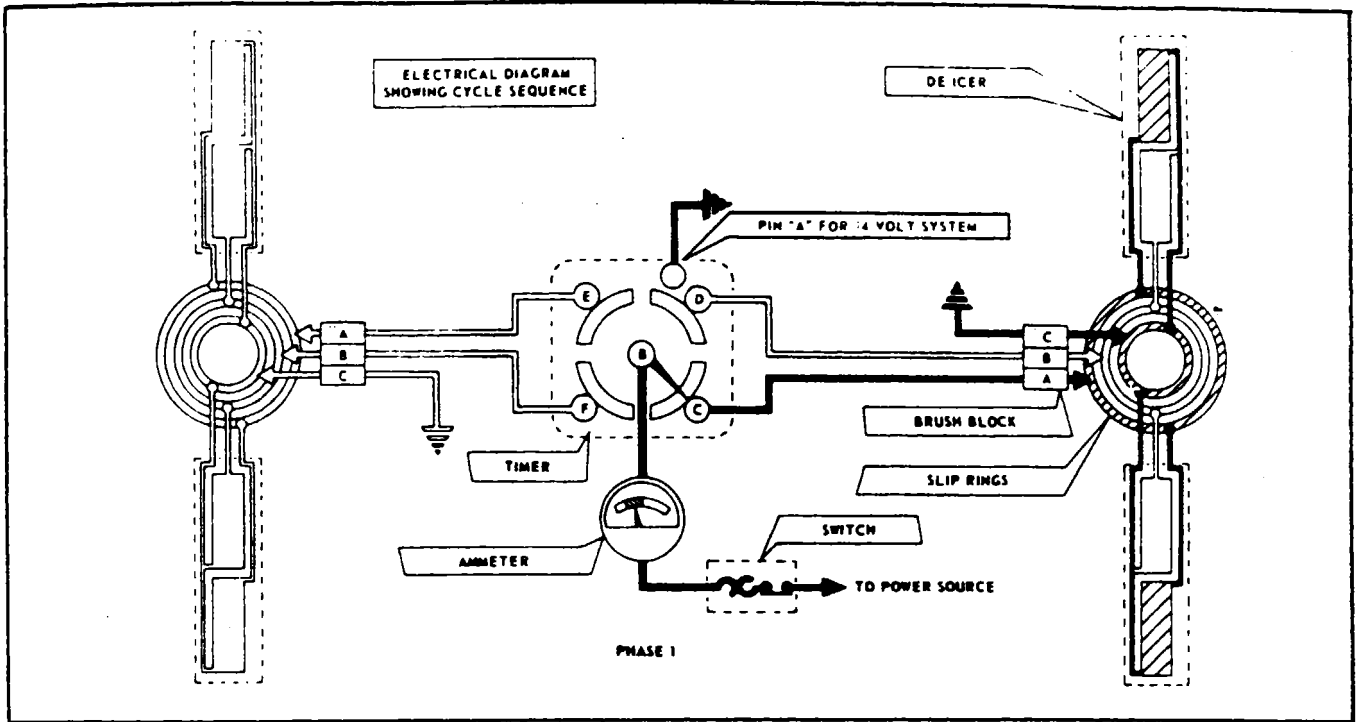 ELECTRICAL DIAGRAM
SHOWING CYCLE SEQUENCE
DE ICER
PIN "A" FOR VOLT SYSTEM
E
D
B
F
C
A
B
C
C
B
A
BRUSH BLOCK
TIMER
SLIP RINGS
SWITCH
AMMETER
TO POWER SOURCE
PHASE 1